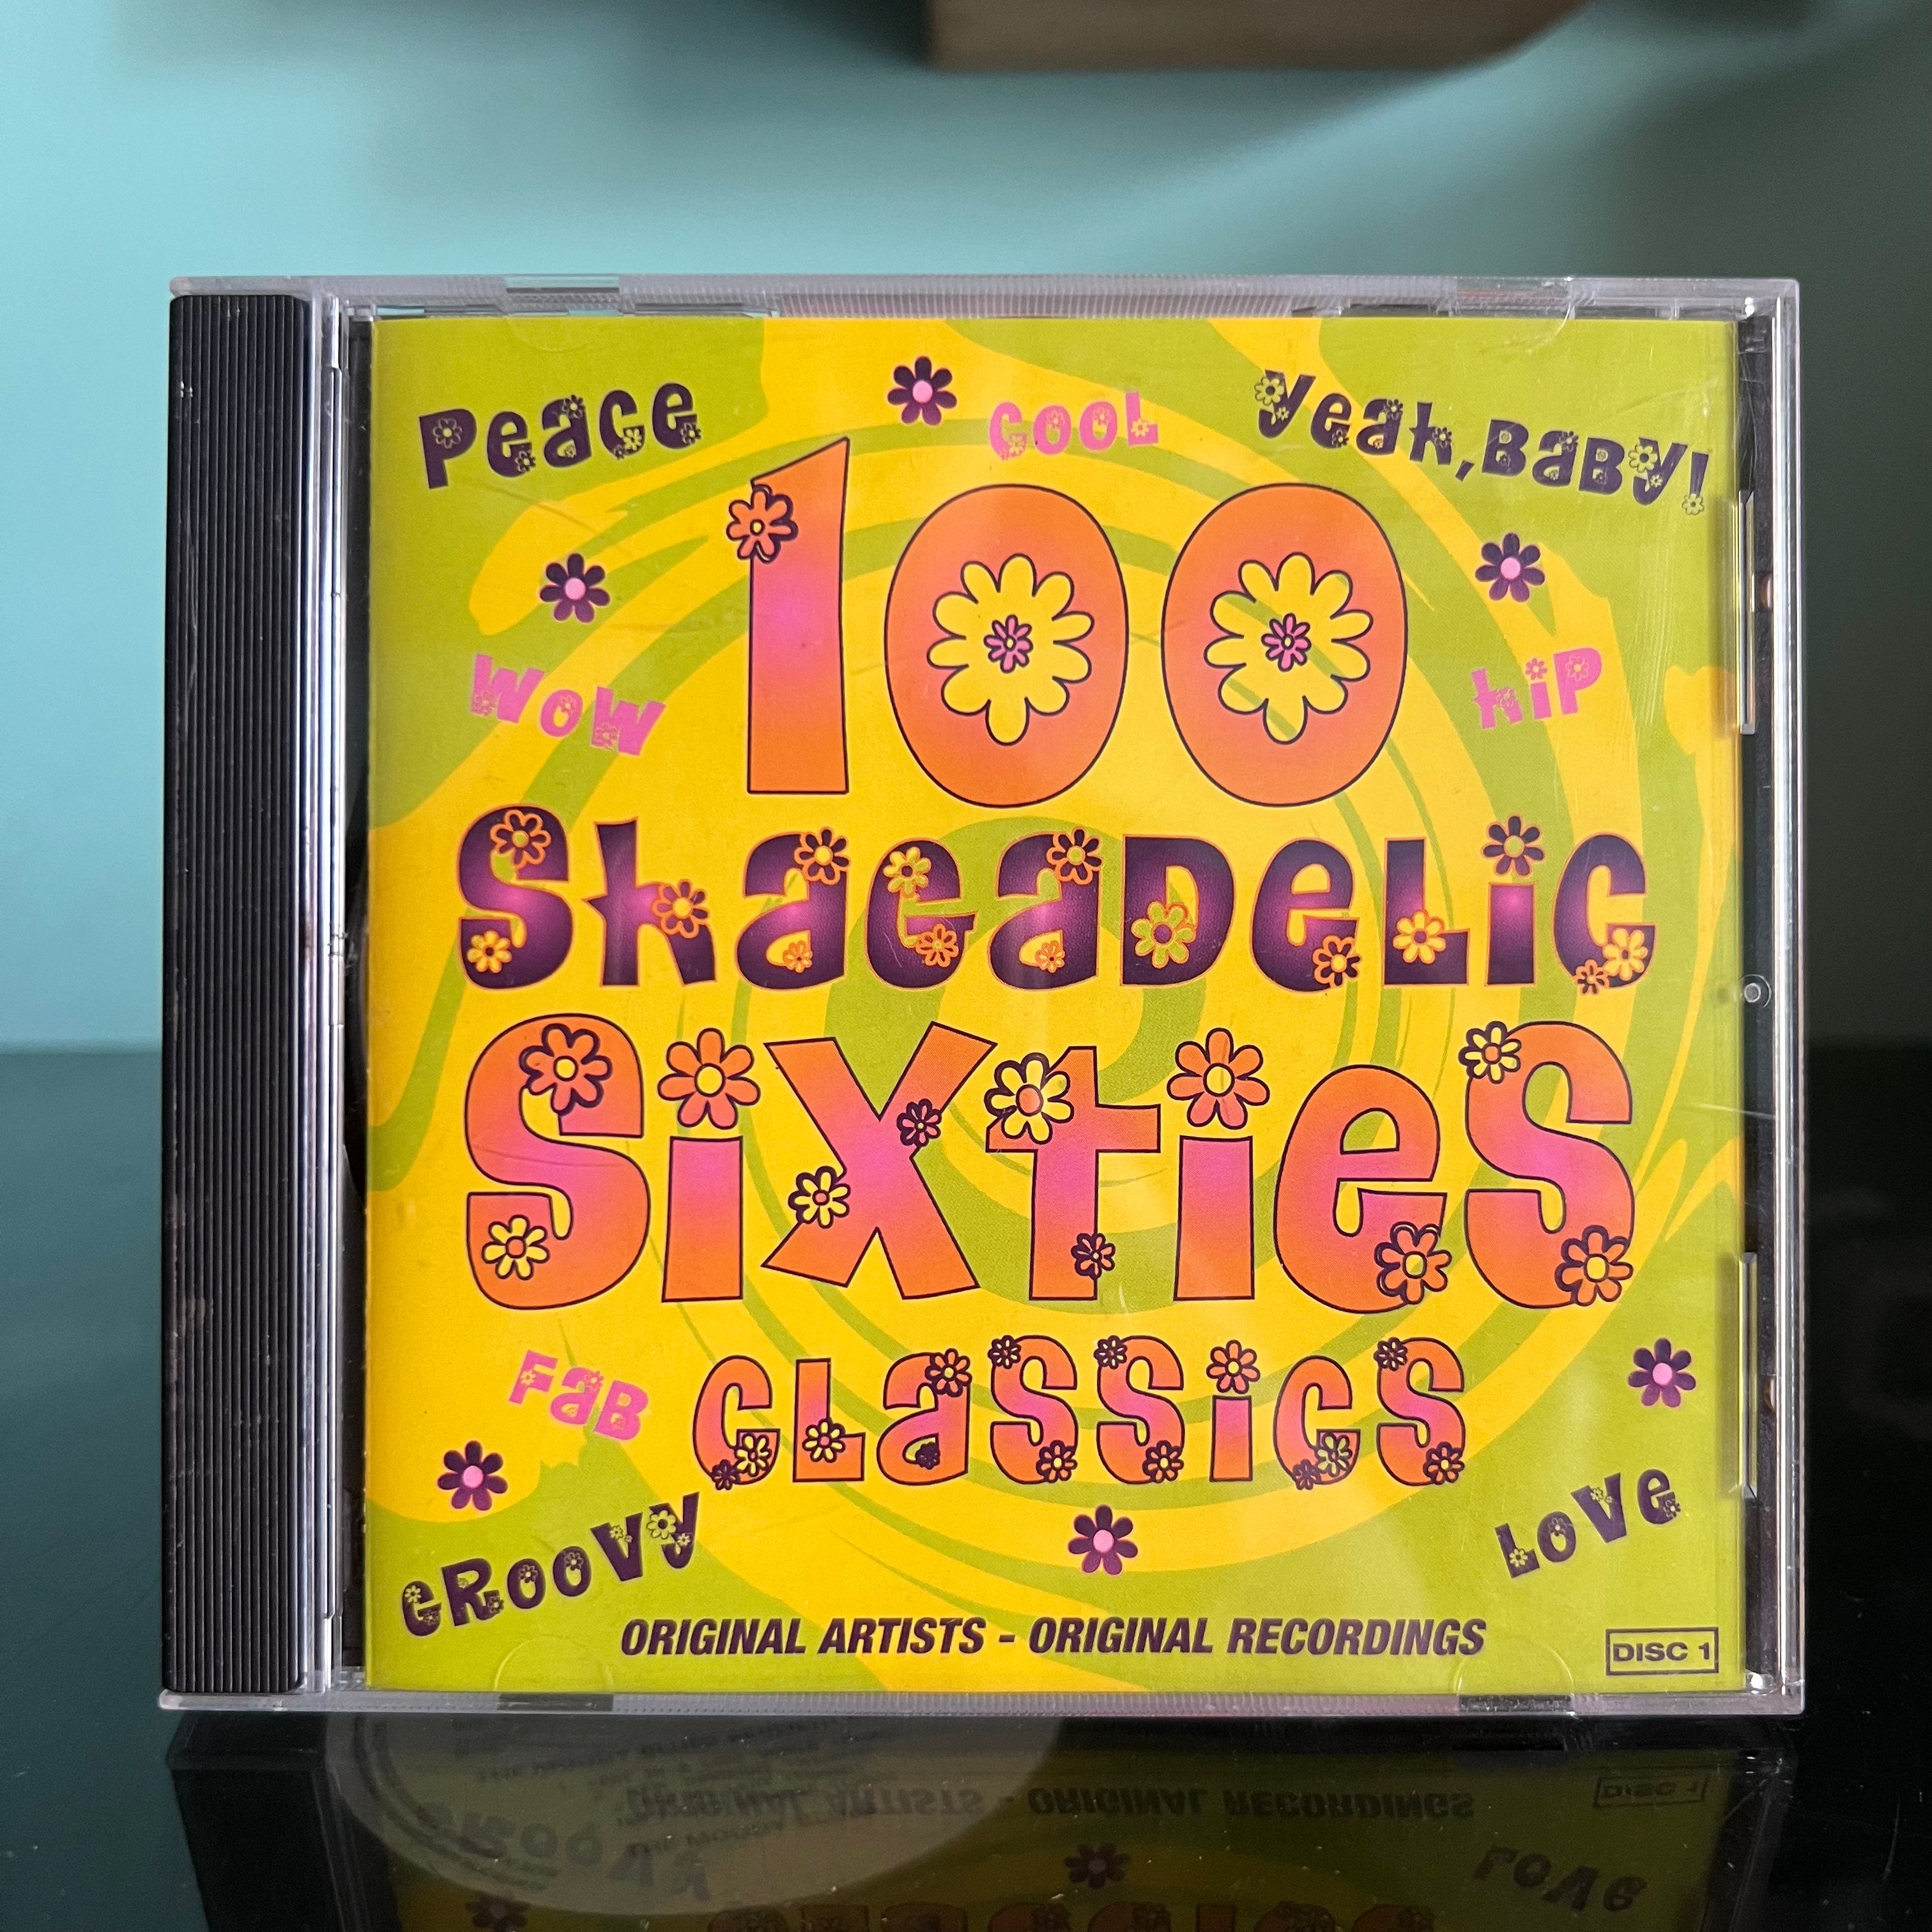 Peace
COOL
Yeah, Baby!
100
WOW
HiP
SHAGADELiC
SiXtieS
FAB
CLASSiCS
GROOVY
LOVe
ORIGINAL ARTISTS - ORIGINAL RECORDINGS
DISC 1